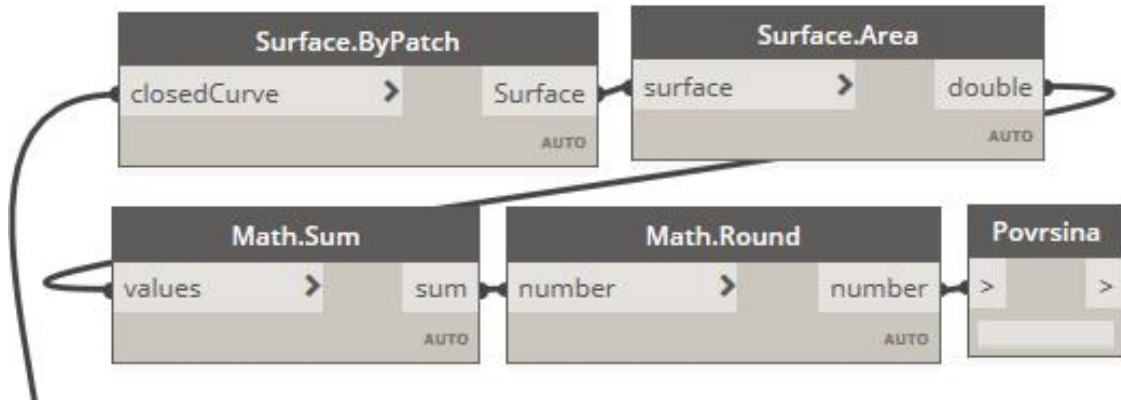 Surface.ByPatch
closedCurve > Surface
AUTO
Surface.Area
surface > double
AUTO
Math.Sum
values > sum
AUTO
Math.Round
number > number
AUTO
Povrsina
> >